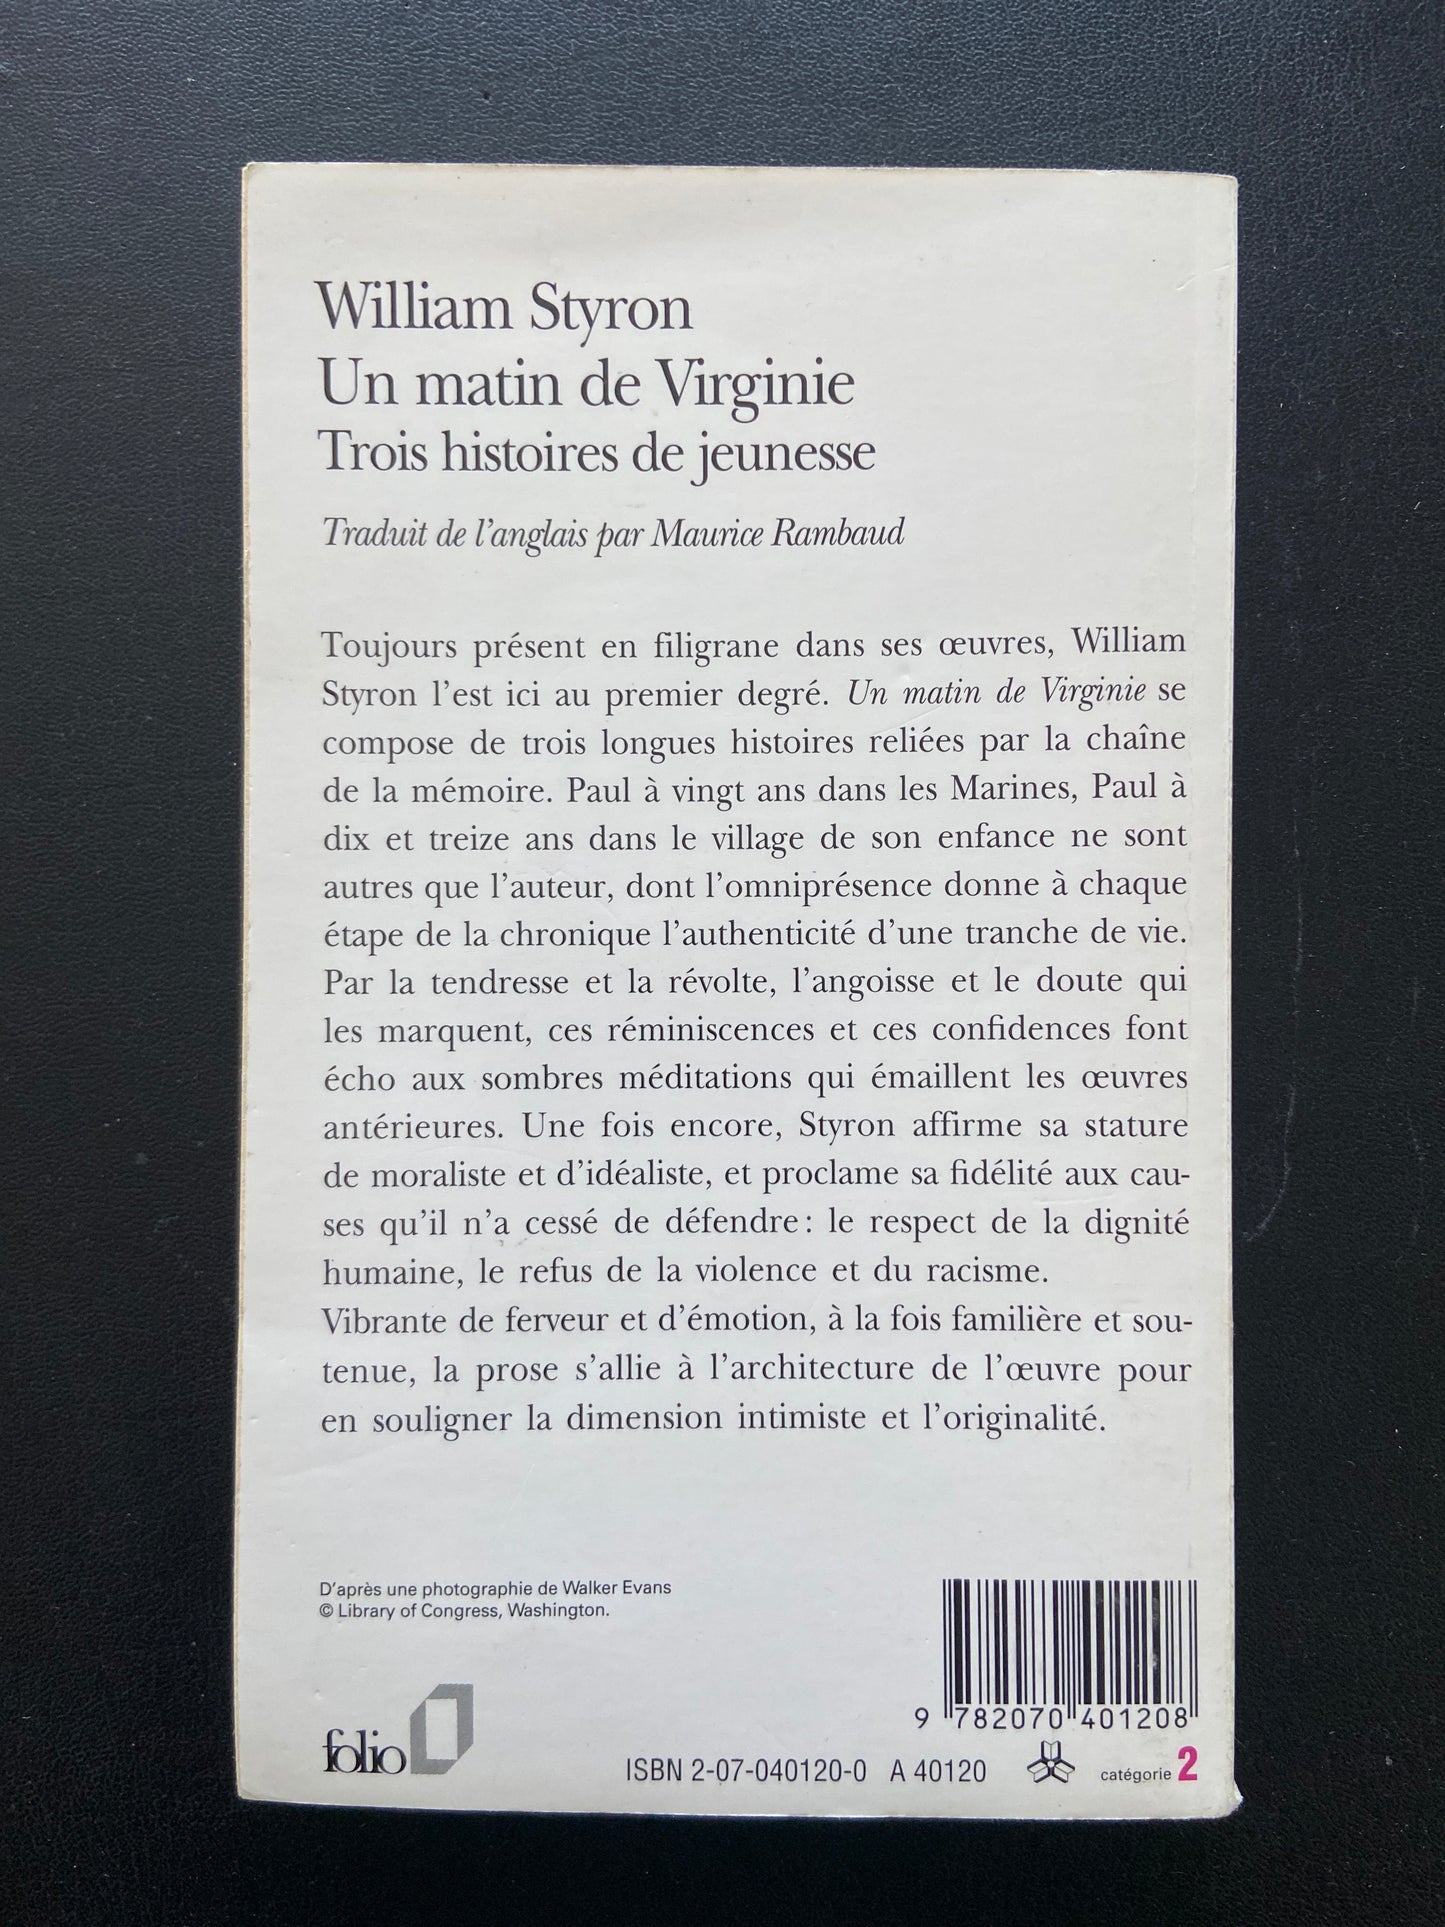 William Styron
Un matin de Virginie
Trois histoires de jeunesse
Traduit de l'anglais par Maurice Rambaud
Toujours présent en filigrane dans ses œuvres, William
Styron l'est ici au premier degré. Un matin de Virginie se
compose de trois longues histoires reliées par la chaîne
de la mémoire. Paul à vingt ans dans les Marines, Paul à
dix et treize ans dans le village de son enfance ne sont
autres que l'auteur, dont l'omniprésence donne à chaque
étape de la chronique l'authenticité d'une tranche de vie.
Par la tendresse et la révolte, l'angoisse et le doute qui
les marquent, ces réminiscences et ces confidences font
écho aux sombres méditations qui émaillent les œuvres
antérieures. Une fois encore, Styron affirme sa stature
de moraliste et d'idéaliste, et proclame sa fidélité aux cau-
ses qu'il n'a cessé de défendre : le respect de la dignité
humaine, le refus de la violence et du racisme.
Vibrante de ferveur et d'émotion, à la fois familière et sou-
tenue, la prose s'allie à l'architecture de l'œuvre pour
en souligner la dimension intimiste et l'originalité.
D'après une photographie de Walker Evans
© Library of Congress, Washington.
9 782070 401208
folio
ISBN 2-07-040120-0 A 40120
catégorie 2